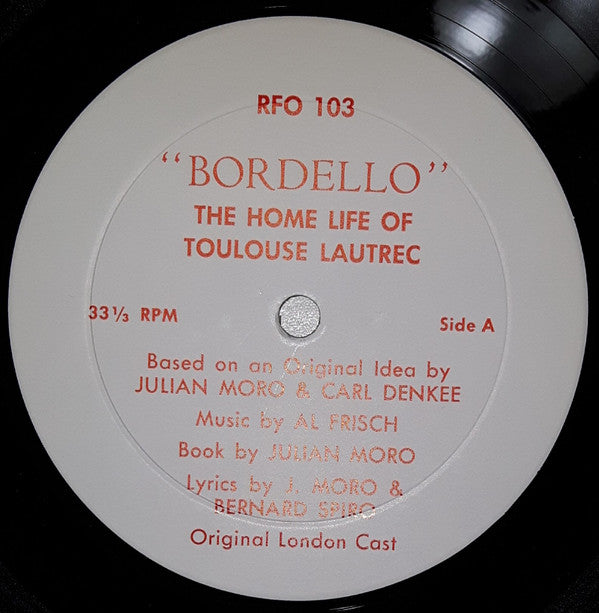 RFO 103
"BORDELLO"
THE HOME LIFE OF
TOULOUSE LAUTREC
33 1/3 RPM
Side A
Based on an Original Idea by
JULIAN MORO & CARL DENKEE
Music by AL FRISCH
Book by JULIAN MORO
Lyrics by J. MORO &
BERNARD SPIRO
Original London Cast